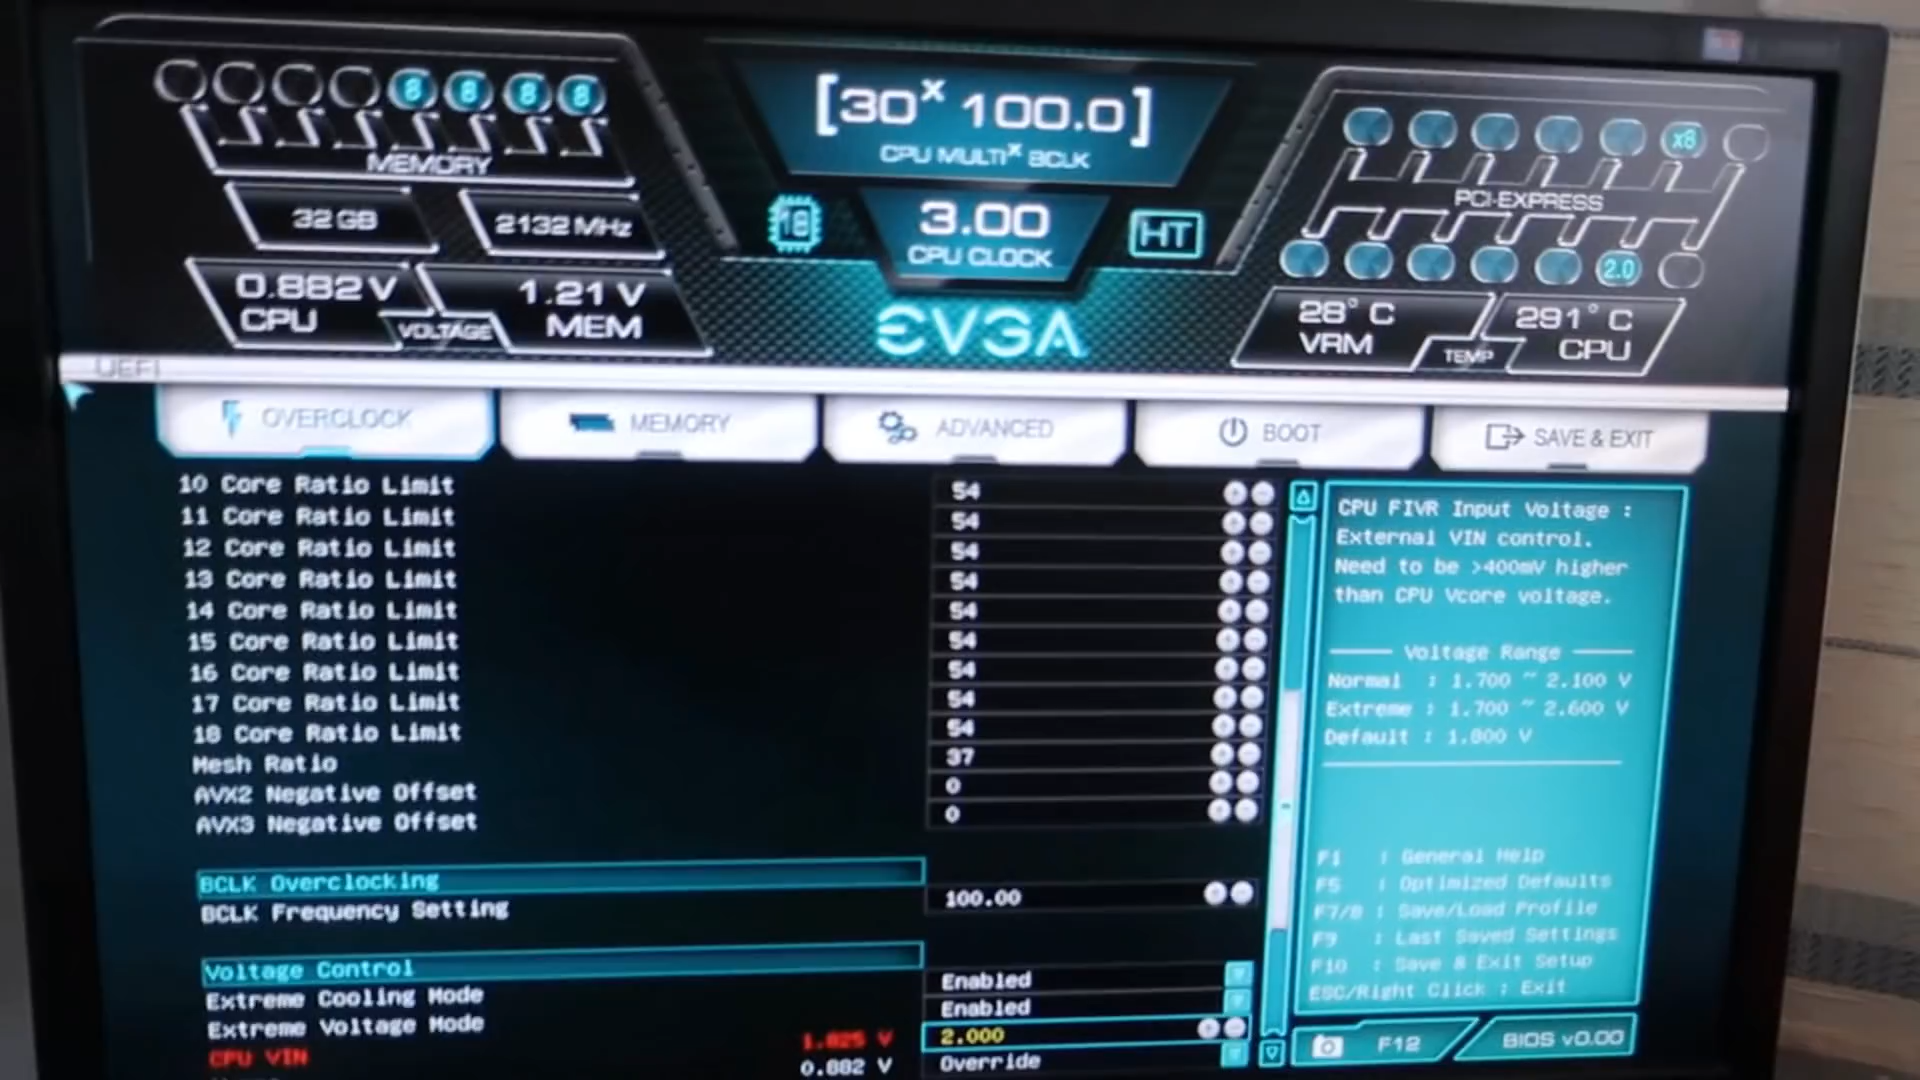 8 8 8 8
MEMORY
32 GB
2132 MHz
0.882 V
CPU
VOLTAGE
1.21 V
MEM
[30x 100.0]
CPU MULTIx BCLK
18
3.00
CPU CLOCK
HT
EVGA
x8
PCI-EXPRESS
2.0
28° C
VRM
TEMP
291° C
CPU
UEFI
OVERCLOCK
MEMORY
ADVANCED
BOOT
SAVE & EXIT
10 Core Ratio Limit 54
11 Core Ratio Limit 54
12 Core Ratio Limit 54
13 Core Ratio Limit 54
14 Core Ratio Limit 54
15 Core Ratio Limit 54
16 Core Ratio Limit 54
17 Core Ratio Limit 54
18 Core Ratio Limit 54
Mesh Ratio 37
AVX2 Negative Offset 0
AVX3 Negative Offset 0
BCLK Overclocking
BCLK Frequency Setting 100.00
Voltage Control
Extreme Cooling Mode Enabled
Extreme Voltage Mode Enabled
CPU VIN 2.000
0.882 V Override
CPU FIVR Input Voltage :
External VIN control.
Need to be >400mV higher
than CPU Vcore voltage.
Voltage Range
Normal : 1.700 ~ 2.100 V
Extreme : 1.700 ~ 2.600 V
Default : 1.800 V
F1 : General Help
F5 : Optimized Defaults
F7/8 : Save/Load Profile
F9 : Last Saved Settings
F10 : Save & Exit Setup
ESC/Right Click : Exit
F12
BIOS v0.00